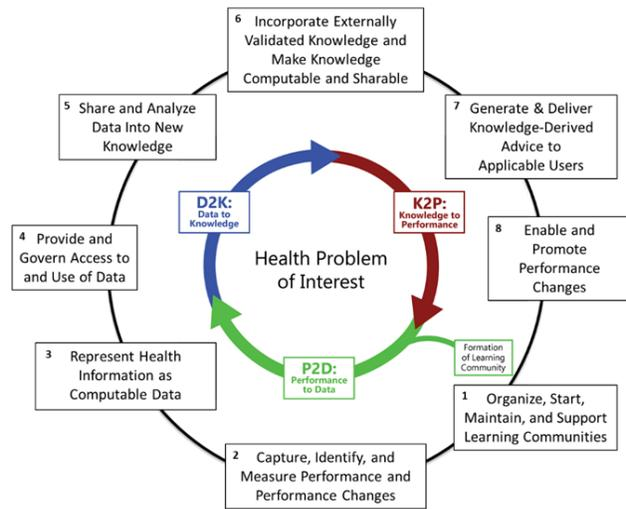 6 Incorporate Externally
Validated Knowledge and
Make Knowledge
Computable and Sharable
5 Share and Analyze
Data Into New
Knowledge
7 Generate & Deliver
Knowledge-Derived
Advice to
Applicable Users
D2K:
Data to
Knowledge
K2P:
Knowledge to
Performance
4 Provide and
Govern Access to
and Use of Data
Health Problem
of Interest
8 Enable and
Promote
Performance
Changes
3 Represent Health
Information as
Computable Data
P2D:
Performance
to Data
Formation
of Learning
Community
1 Organize, Start,
Maintain, and Support
Learning Communities
2 Capture, Identify, and
Measure Performance and
Performance Changes